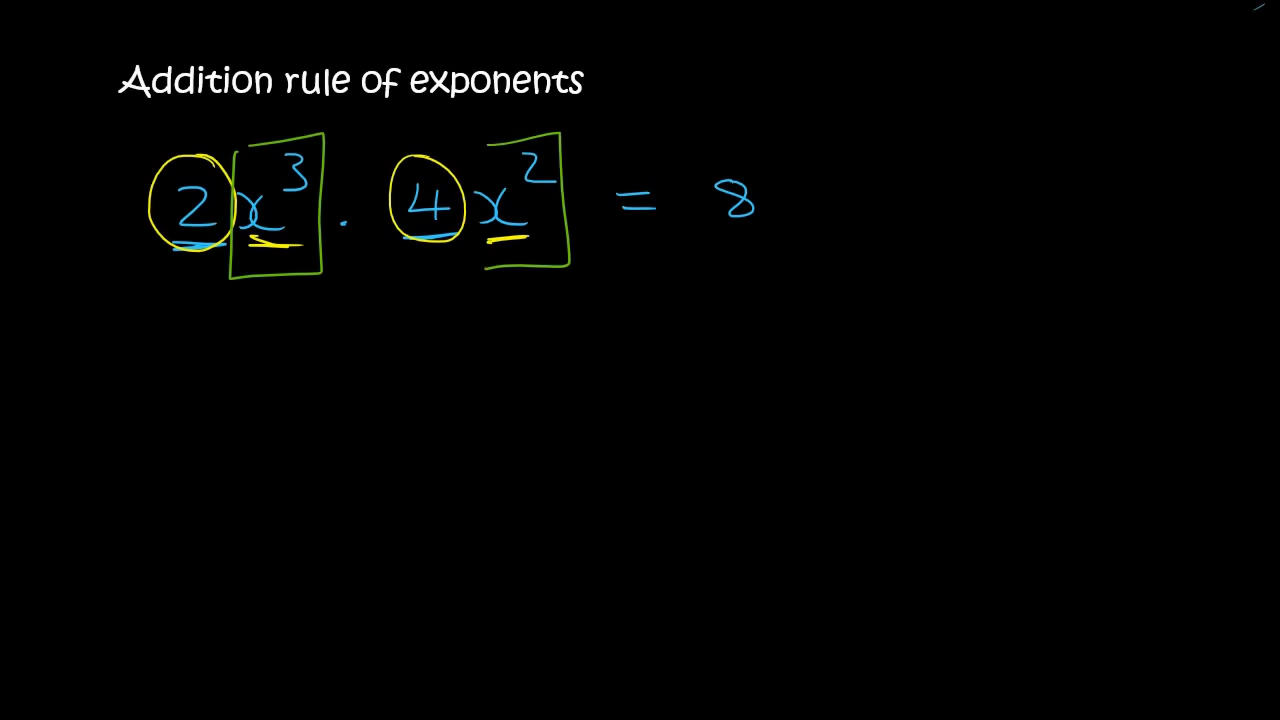 Addition rule of exponents
2x³ . 4x² = 8